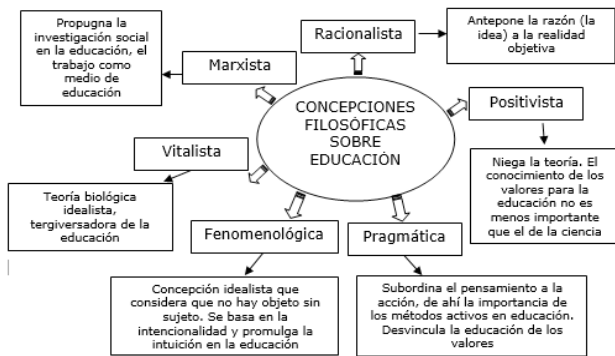 Propugna la
investigación social
en la educación, el
trabajo como
medio de
educación
Marxista
Racionalista
Antepone la razón (la
idea) a la realidad
objetiva
CONCEPCIONES
FILOSÓFICAS
SOBRE
EDUCACIÓN
Positivista
Niega la teoría. El
conocimiento de los
valores para la
educación no es
menos importante
que el de la ciencia
Vitalista
Teoría biológica
idealista,
tergiversadora de la
educación
Fenomenológica
Concepción idealista que
considera que no hay objeto sin
sujeto. Se basa en la
intencionalidad y promulga la
intuición en la educación
Pragmática
Subordina el pensamiento a la
acción, de ahí la importancia de
los métodos activos en educación.
Desvincula la educación de los
valores